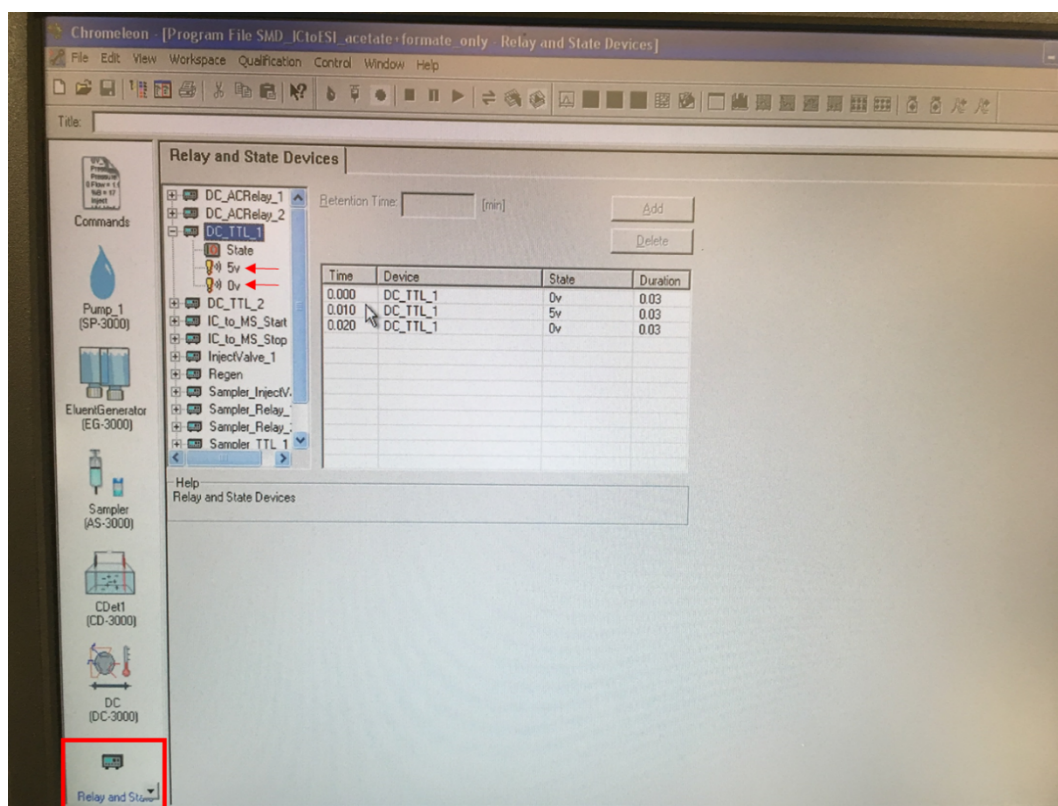 Chromeleon - [Program File SMD_ICtoESI_acetate+formate_only - Relay and State Devices]
File Edit View Workspace Qualification Control Window Help
Title:
Commands
Pump_1
(SP-3000)
EluentGenerator
(EG-3000)
Sampler
(AS-3000)
CDet1
(CD-3000)
DC
(DC-3000)
Relay and State
Relay and State Devices
DC_ACRelay_1
DC_ACRelay_2
DC_TTL_1
State
5v
0v
DC_TTL_2
IC_to_MS_Start
IC_to_MS_Stop
InjectValve_1
Regen
Sampler_InjectV
Sampler_Relay_
Sampler_Relay_
Sampler_TTL_1
Retention Time: [min]
Add
Delete
Time Device State Duration
0.000 DC_TTL_1 0v 0.03
0.010 DC_TTL_1 5v 0.03
0.020 DC_TTL_1 0v 0.03
Help
Relay and State Devices